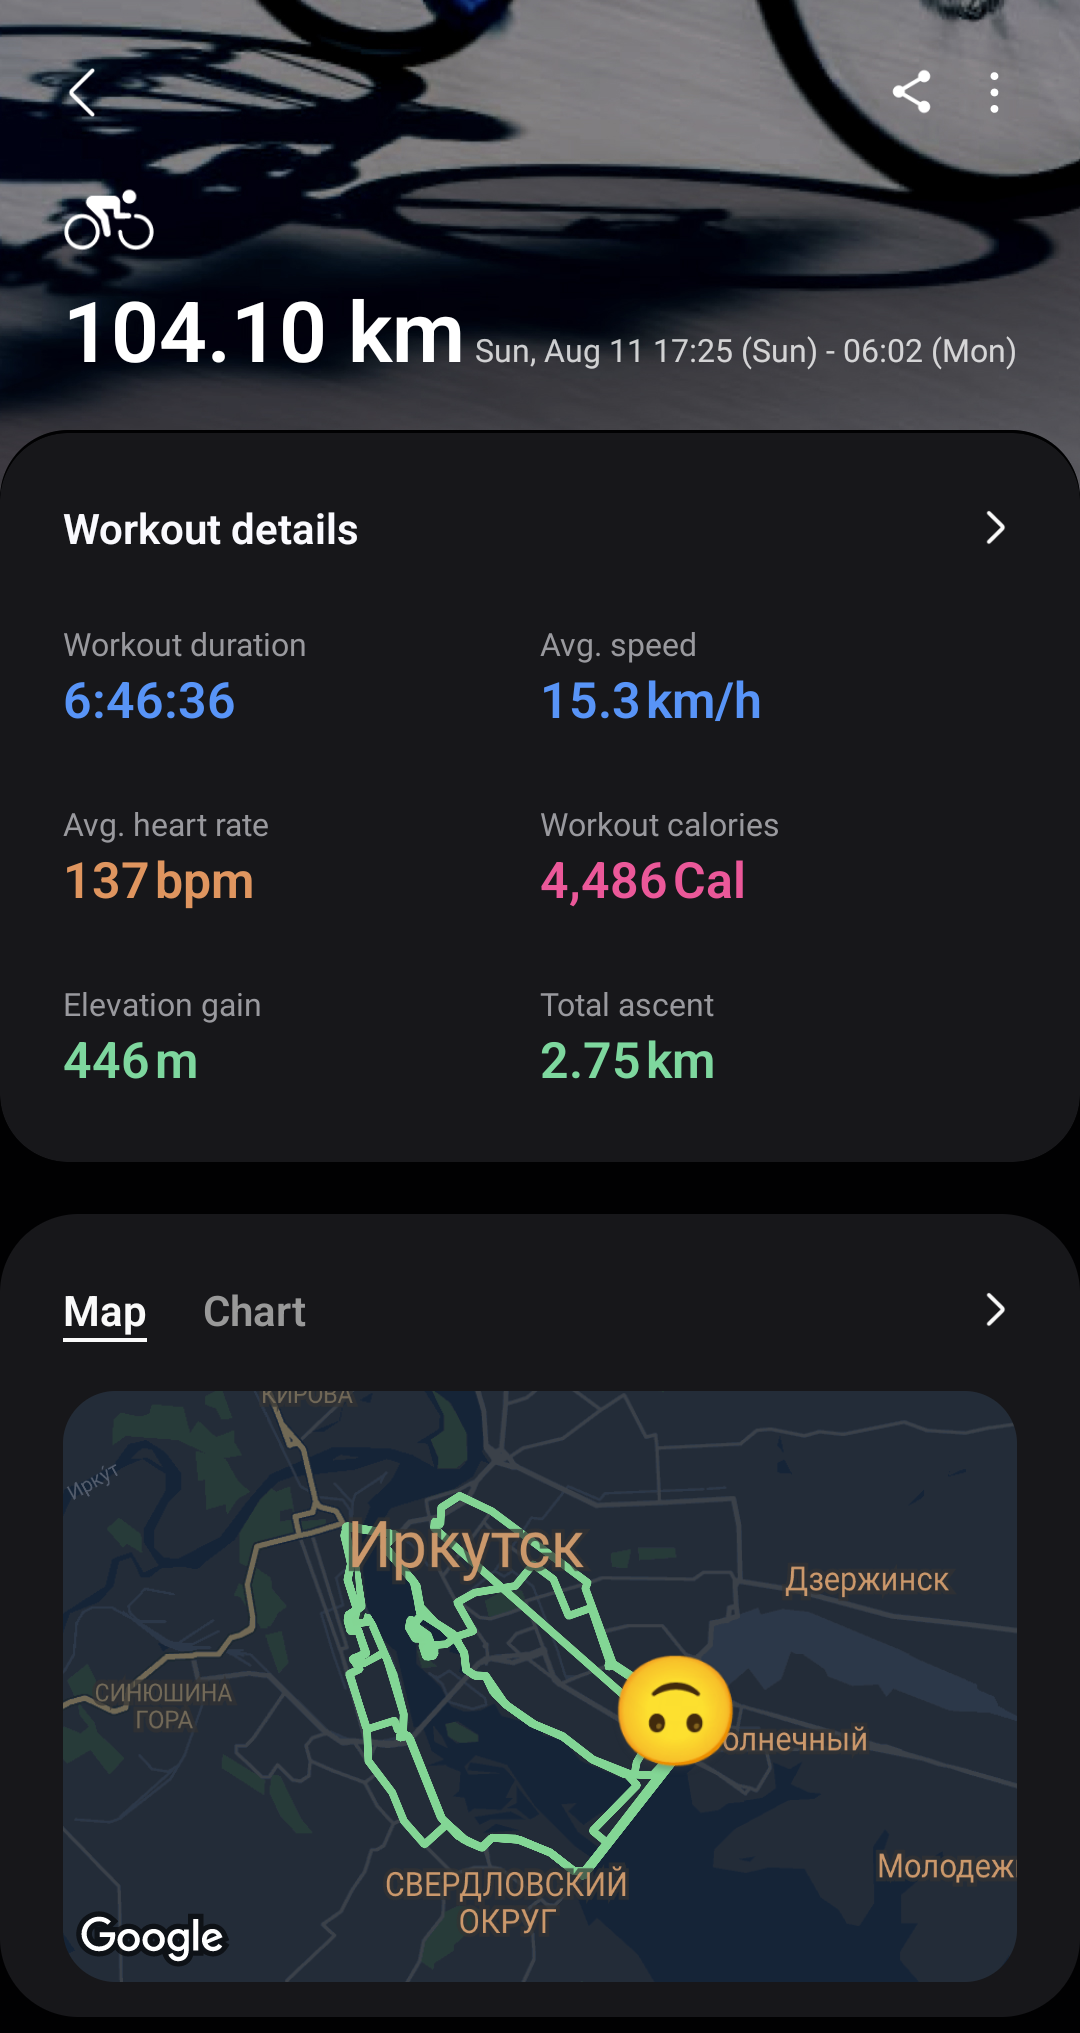 104.10 km Sun, Aug 11 17:25 (Sun) - 06:02 (Mon)
Workout details
Workout duration
Avg. speed
6:46:36
15.3 km/h
Avg. heart rate
Workout calories
137 bpm
4,486 Cal
Elevation gain
Total ascent
446 m
2.75 km
Map
Chart
КИРОВА
Ирку́т
Иркутск
Дзержинск
СИНЮШИНА
ГОРА
олнечный
Молодеж
СВЕРДЛОВСКИЙ
ОКРУГ
Google